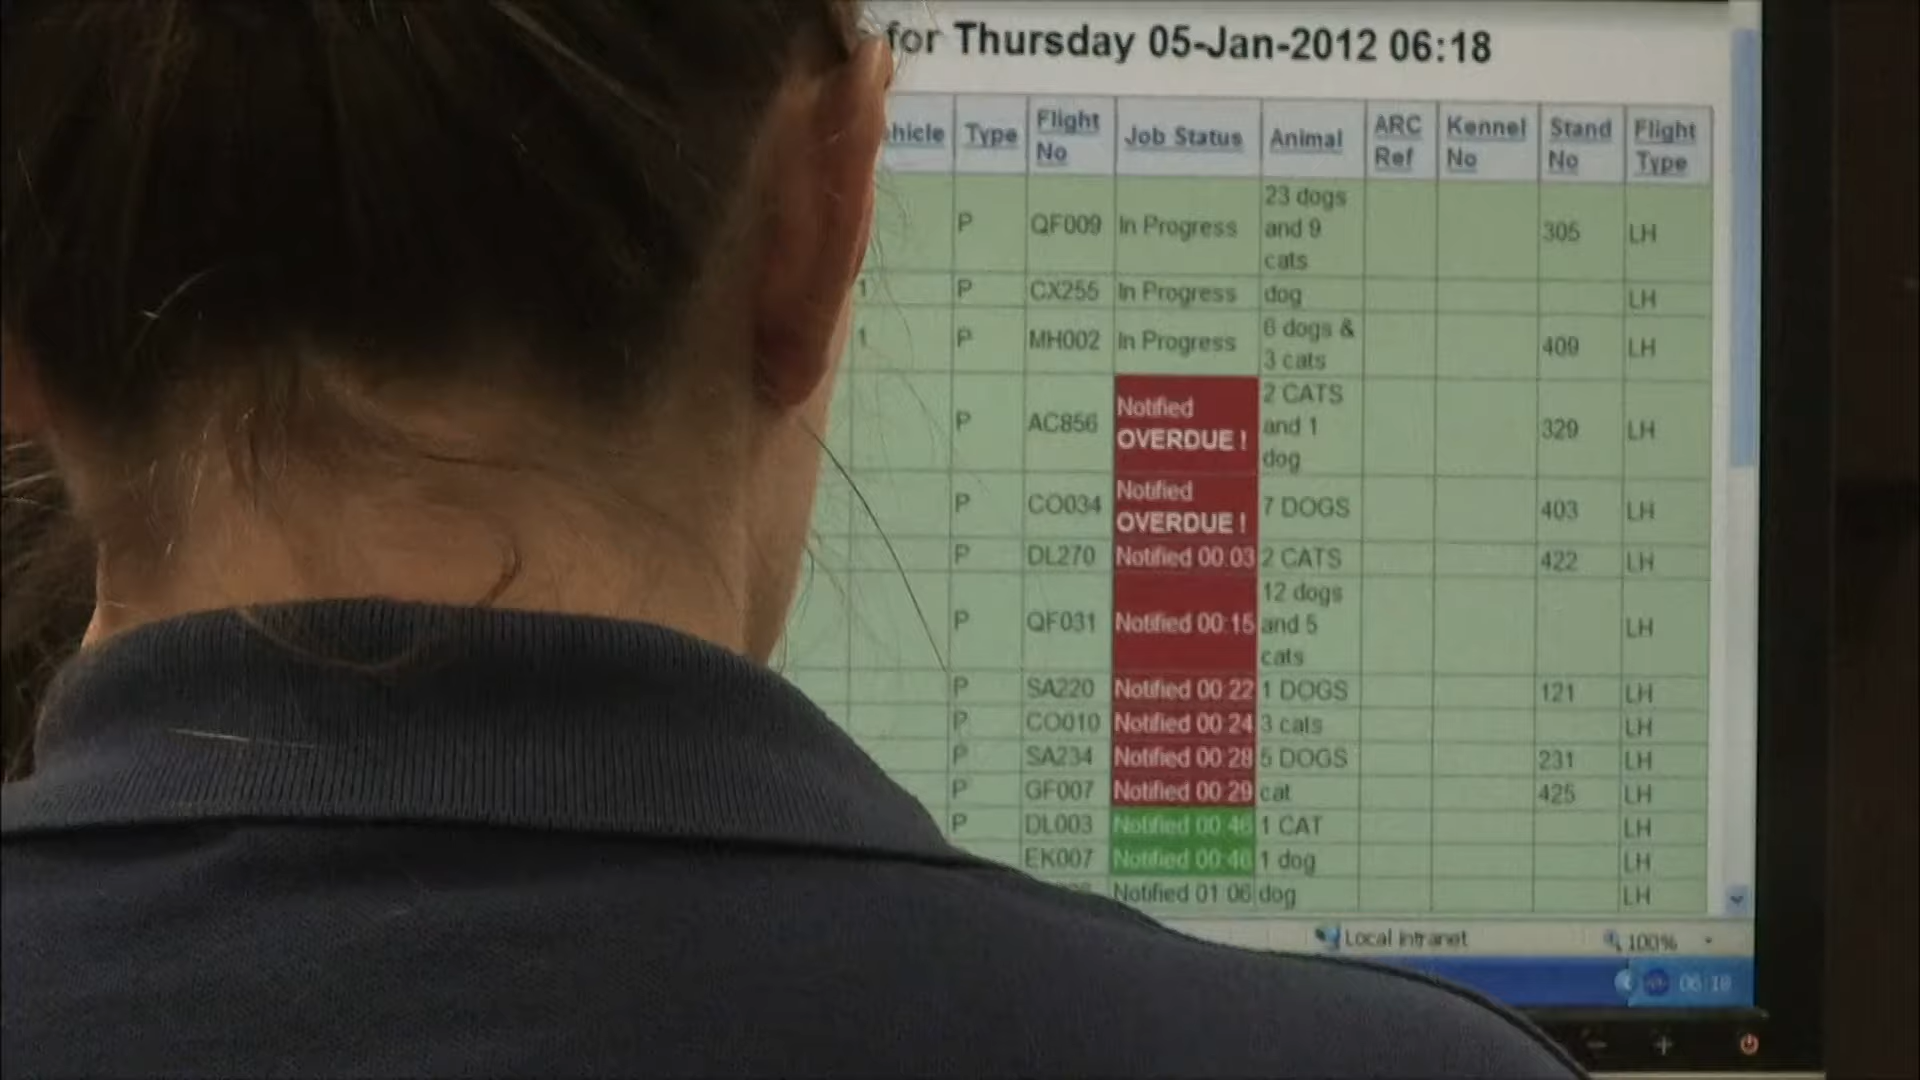 for Thursday 05-Jan-2012 06:18
hicle Type Flight No Job Status Animal ARC Ref Kennel No Stand No Flight Type
P QF009 In Progress 23 dogs and 9 cats 305 LH
1 P CX255 In Progress dog LH
1 P MH002 In Progress 6 dogs & 3 cats 409 LH
P AC856 Notified OVERDUE ! 2 CATS and 1 dog 329 LH
P CO034 Notified OVERDUE ! 7 DOGS 403 LH
P DL270 Notified 00:03 2 CATS 422 LH
P QF031 Notified 00:15 12 dogs and 5 cats LH
P SA220 Notified 00:22 1 DOGS 121 LH
P CO010 Notified 00:24 3 cats LH
P SA234 Notified 00:28 5 DOGS 231 LH
P GF007 Notified 00:29 cat 425 LH
P DL003 Notified 1 CAT LH
EK007 Notified 1 dog LH
Notified 01:06 dog LH
Local intranet 100%
06:18